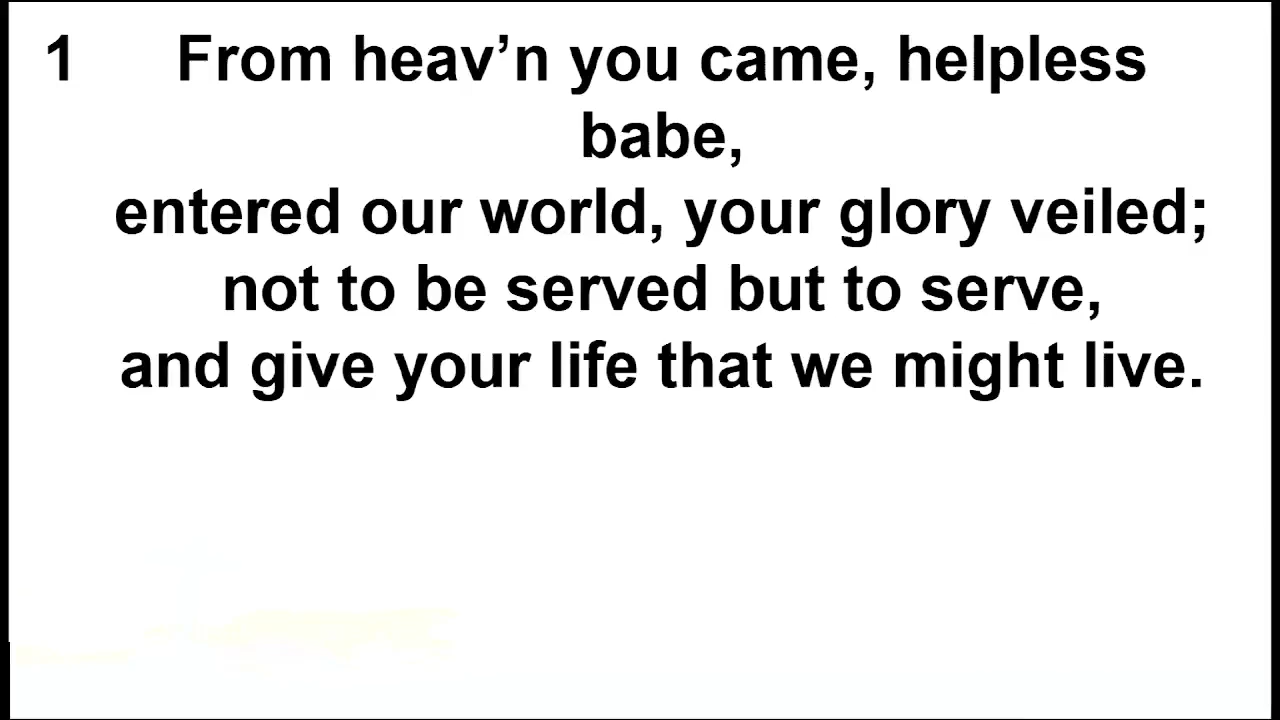 1 From heav’n you came, helpless
babe,
entered our world, your glory veiled;
not to be served but to serve,
and give your life that we might live.